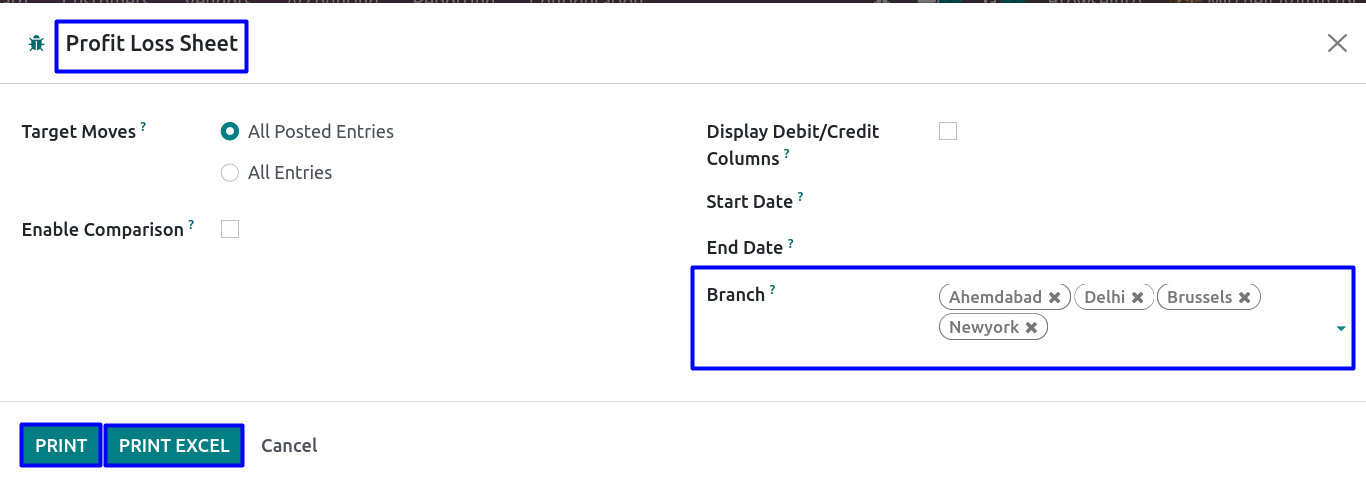 Profit Loss Sheet
Target Moves ?
All Posted Entries
All Entries
Enable Comparison ?
Display Debit/Credit
Columns ?
Start Date ?
End Date ?
Branch ?
Ahemdabad ✖ Delhi ✖ Brussels ✖
Newyork ✖
PRINT PRINT EXCEL Cancel